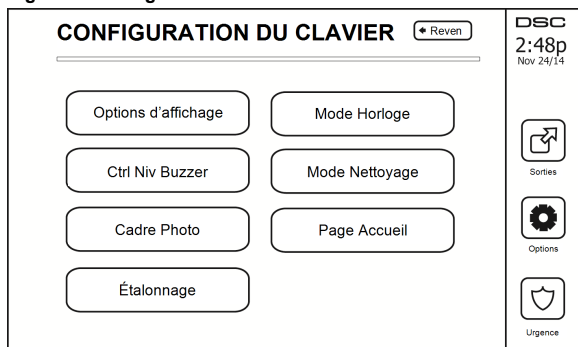 CONFIGURATION DU CLAVIER
Reven
DSC
2:48p
Nov 24/14
Options d'affichage
Mode Horloge
Ctrl Niv Buzzer
Mode Nettoyage
Cadre Photo
Page Accueil
Étalonnage
Sorties
Options
Urgence